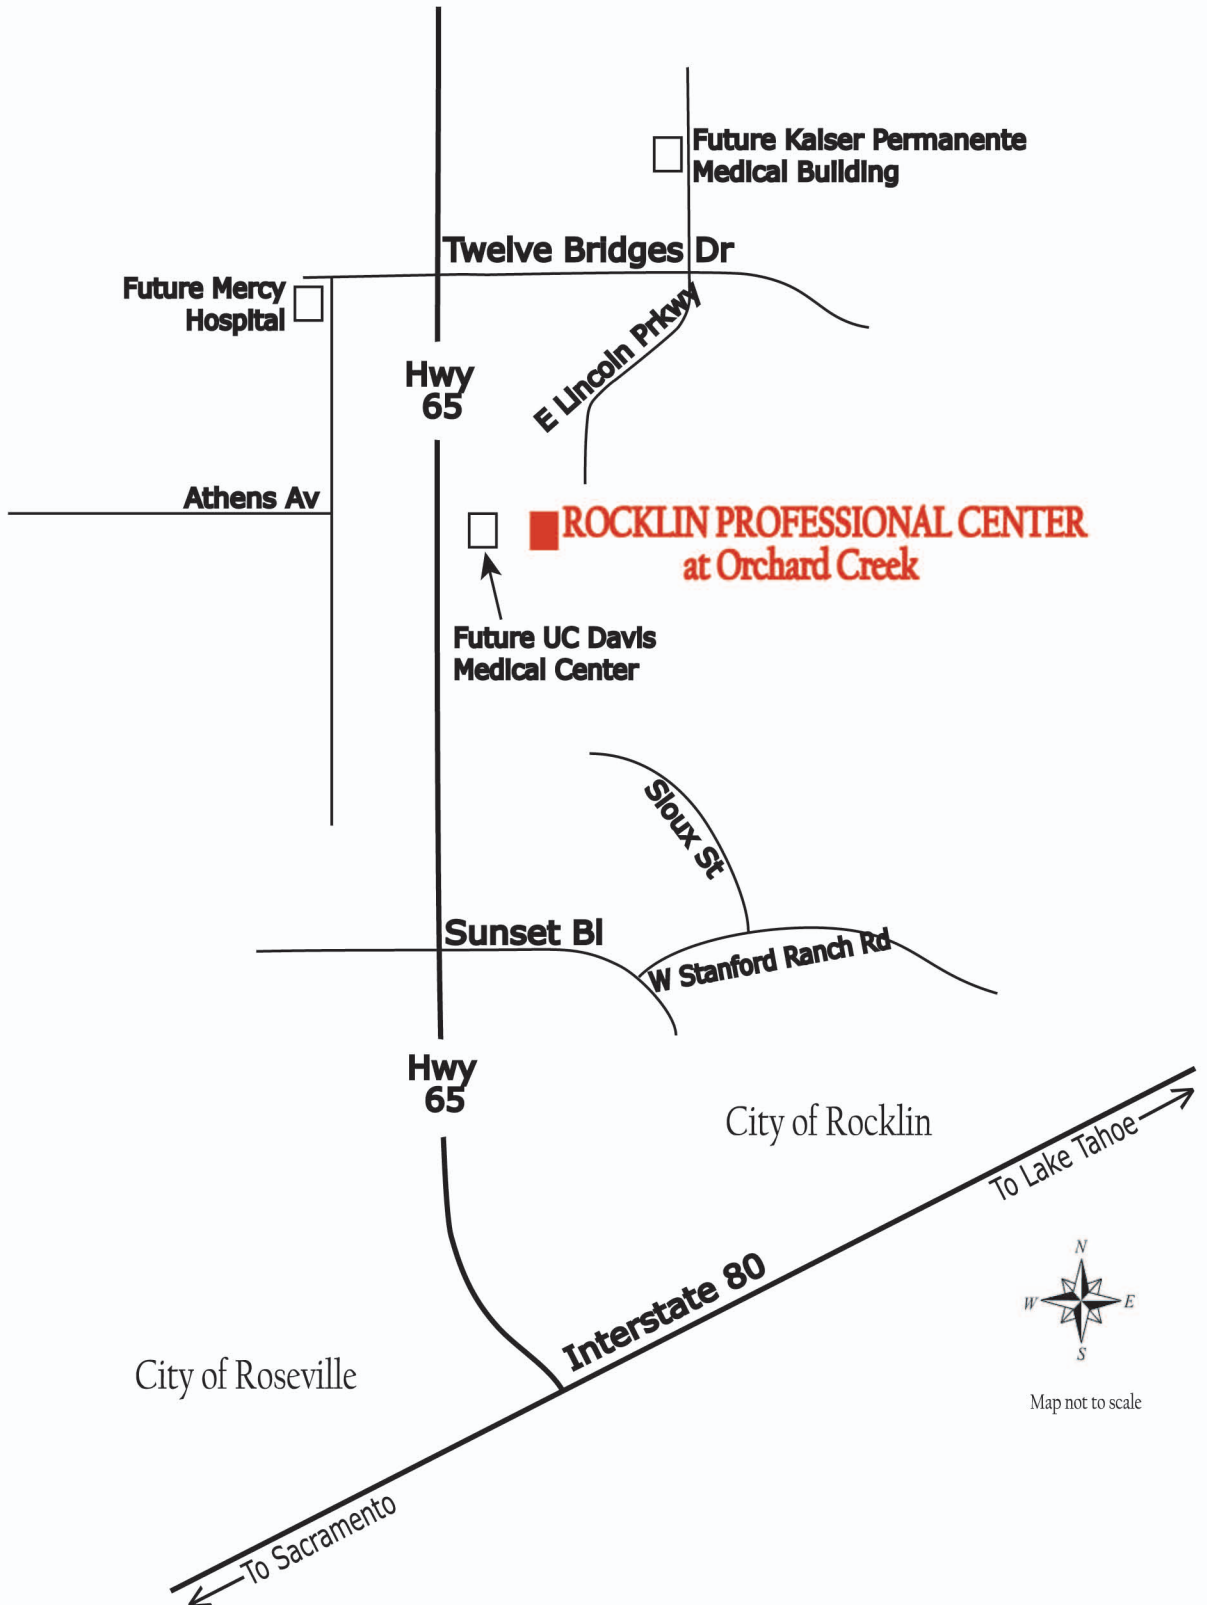 Future Kaiser Permanente
Medical Building
Twelve Bridges Dr
Future Mercy
Hospital
E Lincoln Prkwy
Hwy
65
Athens Av
ROCKLIN PROFESSIONAL CENTER
at Orchard Creek
Future UC Davis
Medical Center
Sioux St
Sunset Bl
W Stanford Ranch Rd
Hwy
65
City of Rocklin
To Lake Tahoe
N
W
E
S
Interstate 80
City of Roseville
Map not to scale
To Sacramento